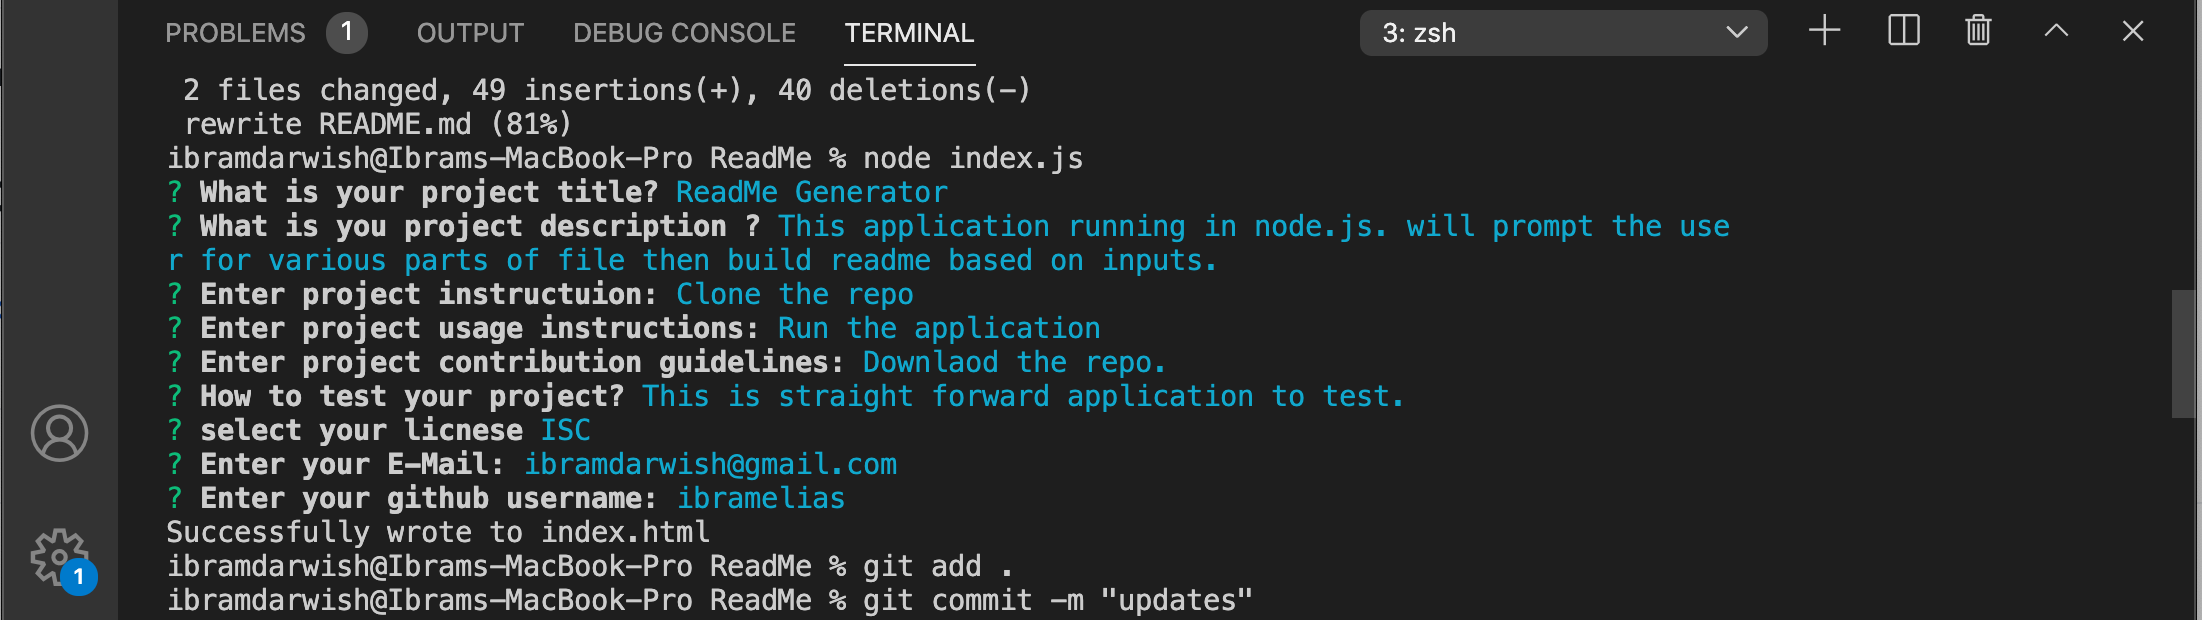 PROBLEMS 1 OUTPUT DEBUG CONSOLE TERMINAL 3: zsh
2 files changed, 49 insertions(+), 40 deletions(-)
rewrite README.md (81%)
ibramdarwish@Ibrams-MacBook-Pro ReadMe % node index.js
? What is your project title? ReadMe Generator
? What is you project description ? This application running in node.js. will prompt the use
r for various parts of file then build readme based on inputs.
? Enter project instructuion: Clone the repo
? Enter project usage instructions: Run the application
? Enter project contribution guidelines: Downlaod the repo.
? How to test your project? This is straight forward application to test.
? select your licnese ISC
? Enter your E-Mail: ibramdarwish@gmail.com
? Enter your github username: ibramelias
Successfully wrote to index.html
ibramdarwish@Ibrams-MacBook-Pro ReadMe % git add .
1
ibramdarwish@Ibrams-MacBook-Pro ReadMe % git commit -m "updates"